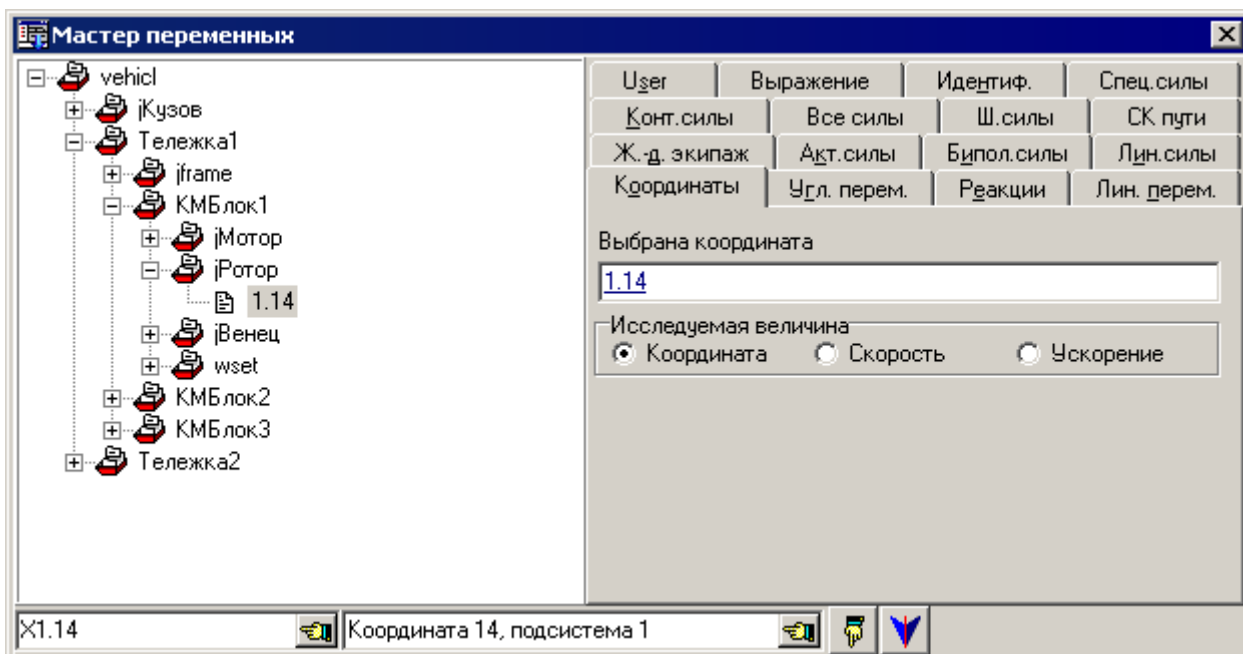 Мастер переменных
vehicl
jКузов
Тележка1
jframe
КМБлок1
jМотор
jРотор
1.14
jВенец
wset
КМБлок2
КМБлок3
Тележка2
User Выражение Идентиф. Спец.силы
Конт.силы Все силы Ш.силы СК пути
Ж.-д. экипаж Акт.силы Бипол.силы Лин.силы
Координаты Угл. перем. Реакции Лин. перем.
Выбрана координата
1.14
Исследуемая величина
Координата Скорость Ускорение
X1.14 Координата 14, подсистема 1